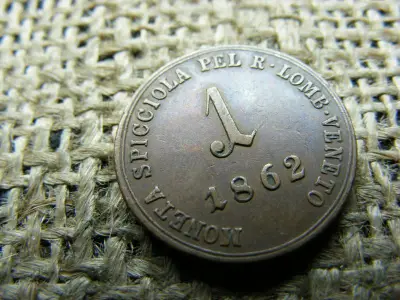 MONETA SPICCIOLA PEL R· LOMB·VENETO
1
1862